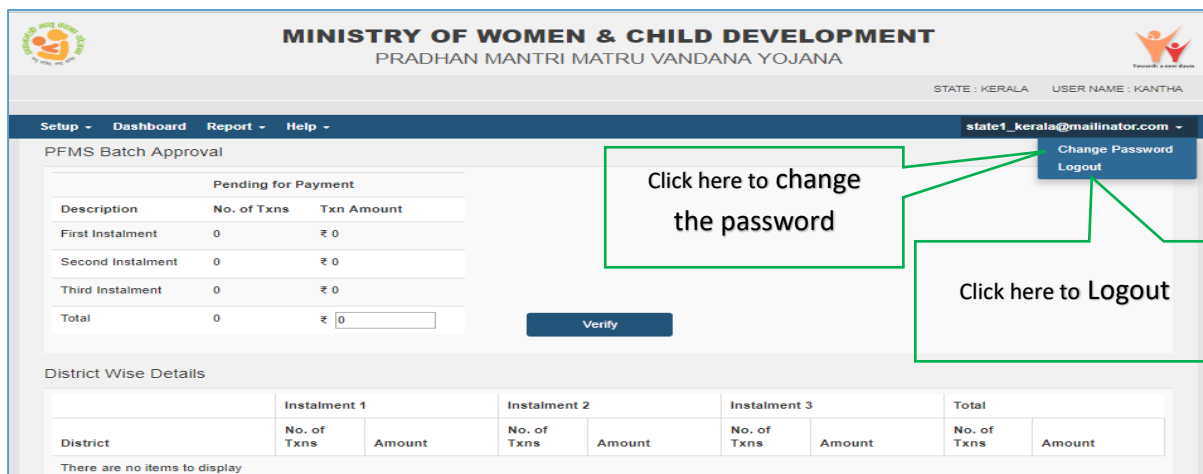 MINISTRY OF WOMEN & CHILD DEVELOPMENT
PRADHAN MANTRI MATRU VANDANA YOJANA
Towards a new dawn
STATE : KERALA USER NAME : KANTHA
Setup Dashboard Report Help state1_kerala@mailinator.com
Change Password
Logout
PFMS Batch Approval
Click here to change
the password
Click here to Logout
Pending for Payment
Description No. of Txns Txn Amount
First Instalment 0 ₹ 0
Second Instalment 0 ₹ 0
Third Instalment 0 ₹ 0
Total 0 ₹ 0
Verify
District Wise Details
Instalment 1 Instalment 2 Instalment 3 Total
District No. of Txns Amount No. of Txns Amount No. of Txns Amount No. of Txns Amount
There are no items to display